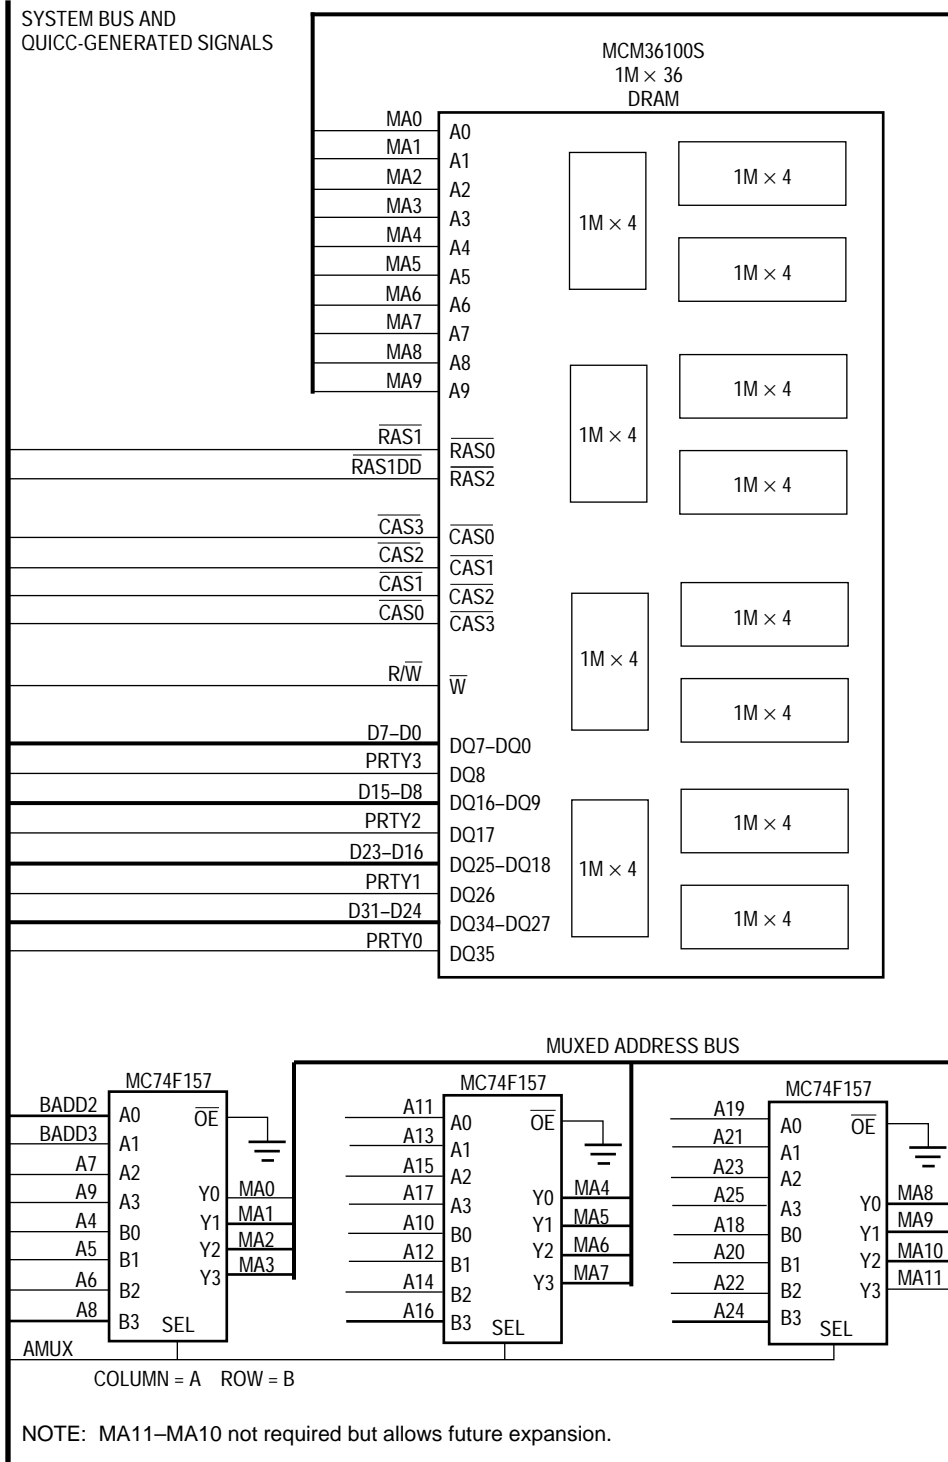 SYSTEM BUS AND
QUICC-GENERATED SIGNALS
MCM36100S
1M × 36
DRAM
MA0 A0
MA1 A1
MA2 A2
MA3 A3
MA4 A4
MA5 A5
MA6 A6
MA7 A7
MA8 A8
MA9 A9
RAS1 RAS0
RAS1DD RAS2
CAS3 CAS0
CAS2 CAS1
CAS1 CAS2
CAS0 CAS3
R/W W
D7–D0 DQ7–DQ0
PRTY3 DQ8
D15–D8 DQ16–DQ9
PRTY2 DQ17
D23–D16 DQ25–DQ18
PRTY1 DQ26
D31–D24 DQ34–DQ27
PRTY0 DQ35
1M × 4
1M × 4
1M × 4
1M × 4
1M × 4
1M × 4
1M × 4
1M × 4
1M × 4
1M × 4
1M × 4
1M × 4
MUXED ADDRESS BUS
MC74F157
BADD2 A0 OE
BADD3 A1
A7 A2
A9 A3 Y0 MA0
A4 B0 Y1 MA1
A5 B1 Y2 MA2
A6 B2 Y3 MA3
A8 B3 SEL
MC74F157
A11 A0 OE
A13 A1
A15 A2
A17 A3 Y0 MA4
A10 B0 Y1 MA5
A12 B1 Y2 MA6
A14 B2 Y3 MA7
A16 B3 SEL
MC74F157
A19 A0 OE
A21 A1
A23 A2
A25 A3 Y0 MA8
A18 B0 Y1 MA9
A20 B1 Y2 MA10
A22 B2 Y3 MA11
A24 B3 SEL
AMUX
COLUMN = A ROW = B
NOTE: MA11–MA10 not required but allows future expansion.